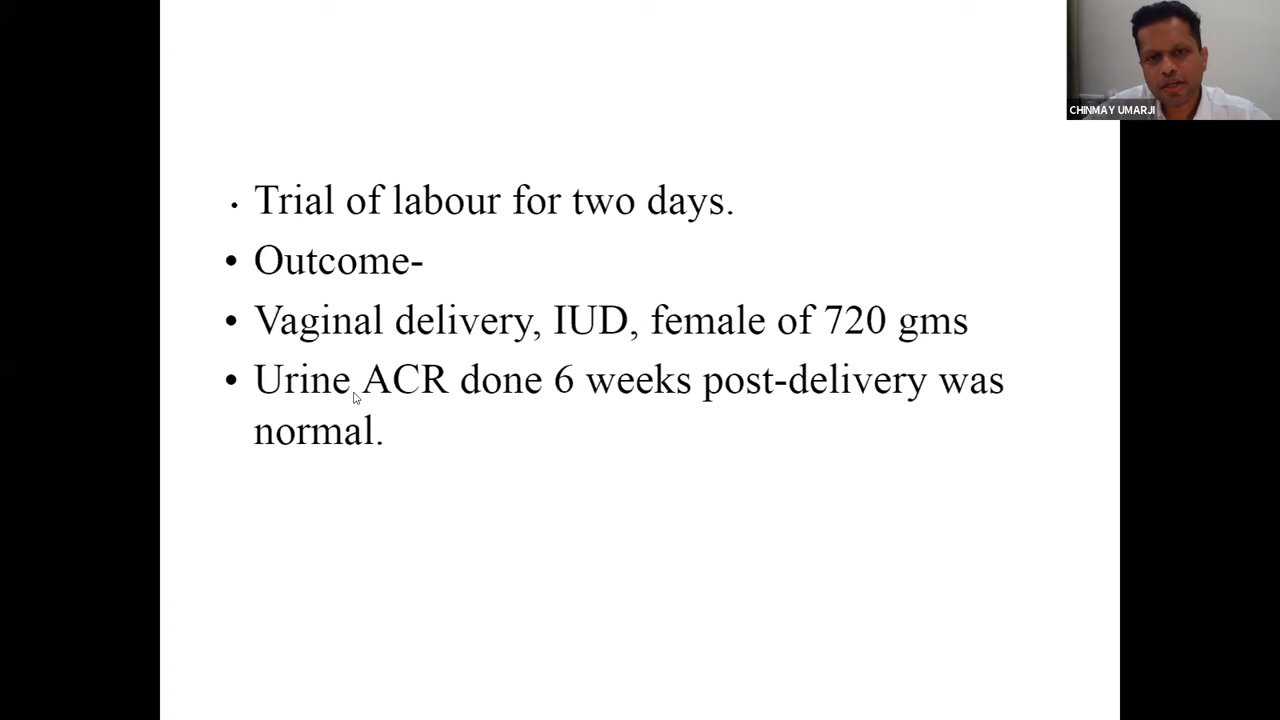 CHINMAY UMARJI
• Trial of labour for two days.
• Outcome-
• Vaginal delivery, IUD, female of 720 gms
• Urine ACR done 6 weeks post-delivery was
normal.